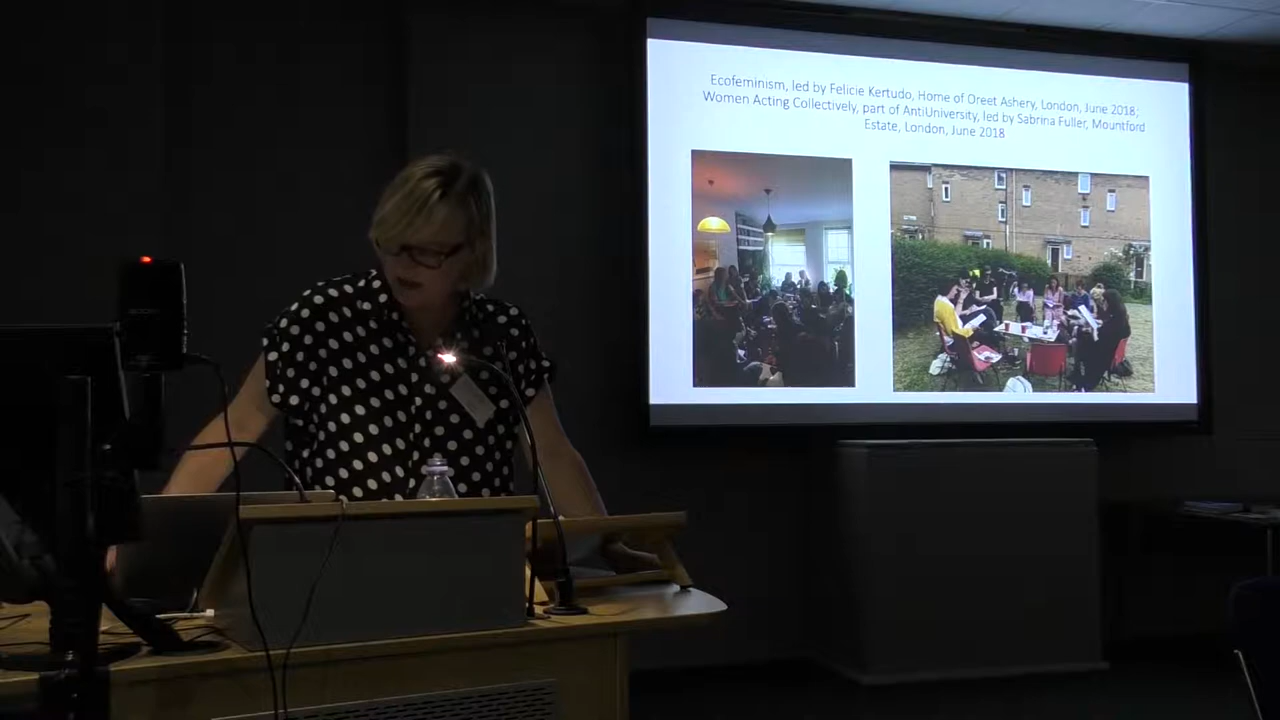 Ecofeminism, led by Felicie Kertudo, Home of Oreet Ashery, London, June 2018;
Women Acting Collectively, part of AntiUniversity, led by Sabrina Fuller, Mountford
Estate, London, June 2018